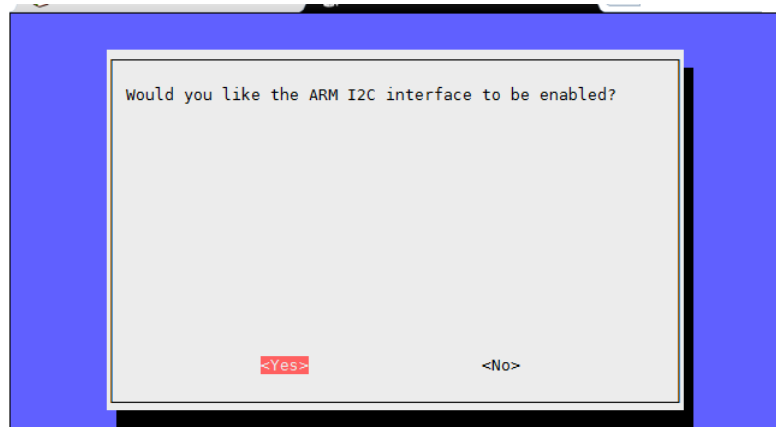 Would you like the ARM I2C interface to be enabled?
<Yes> <No>